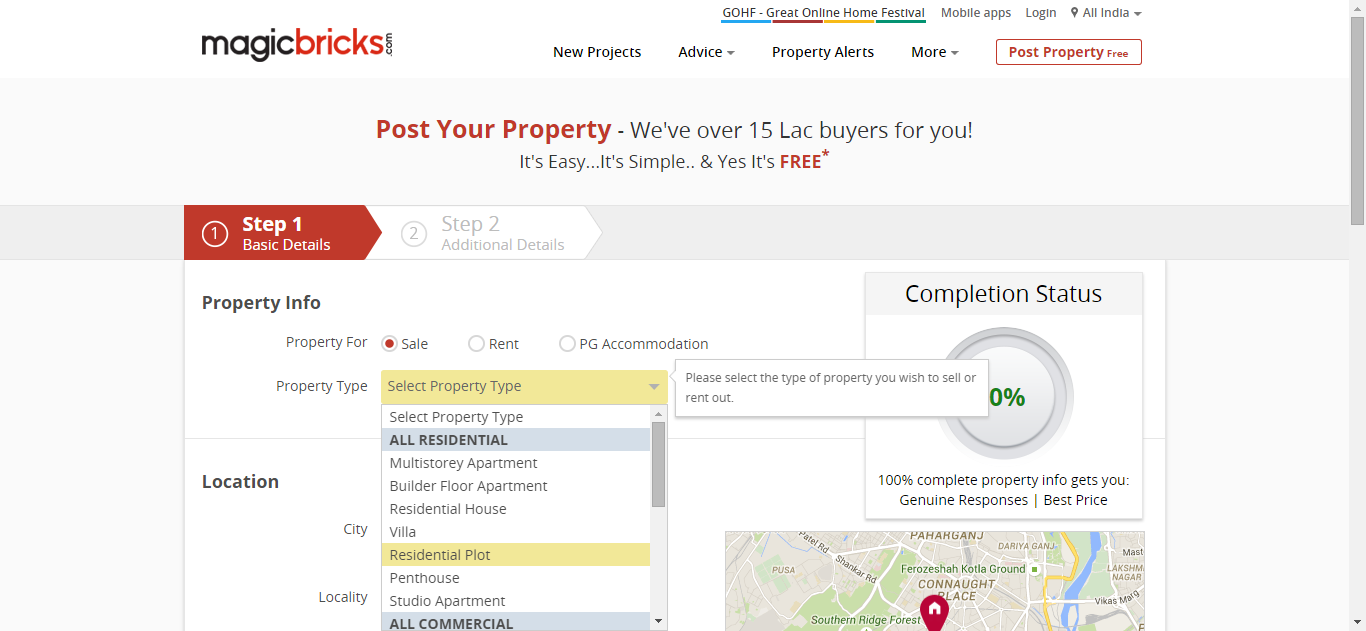 GOHF - Great Online Home Festival Mobile apps Login All India
magicbricks.com
New Projects Advice Property Alerts More Post Property Free
Post Your Property - We've over 15 Lac buyers for you!
It's Easy...It's Simple.. & Yes It's FREE*
1 Step 1
Basic Details
2 Step 2
Additional Details
Property Info
Property For Sale Rent PG Accommodation
Property Type Select Property Type
Please select the type of property you wish to sell or
rent out.
Select Property Type
ALL RESIDENTIAL
Multistorey Apartment
Builder Floor Apartment
Residential House
Villa
Residential Plot
Penthouse
Studio Apartment
ALL COMMERCIAL
Location
City
Locality
Completion Status
0%
100% complete property info gets you:
Genuine Responses | Best Price
Patel Rd
PAHARGANJ
DARYA GANJ
Mast
PUSA
Shankar Rd
Ferozeshah Kotla Ground
LAKSHM
NAGAR
CONNAUGHT
PLACE
Vikas Marg
Southern Ridge Forest